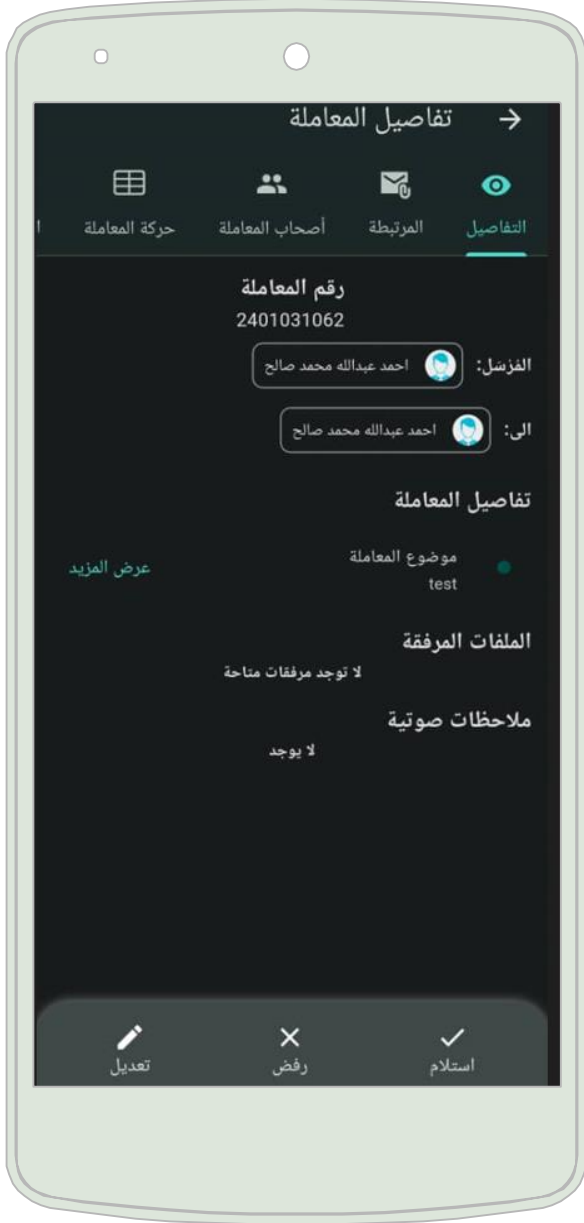 تفاصيل المعاملة
التفاصيل
المرتبطة
أصحاب المعاملة
حركة المعاملة
رقم المعاملة
2401031062
المُرسَل: احمد عبدالله محمد صالح
الى: احمد عبدالله محمد صالح
تفاصيل المعاملة
موضوع المعاملة
عرض المزيد
test
الملفات المرفقة
لا توجد مرفقات متاحة
ملاحظات صوتية
لا يوجد
استلام
رفض
تعديل